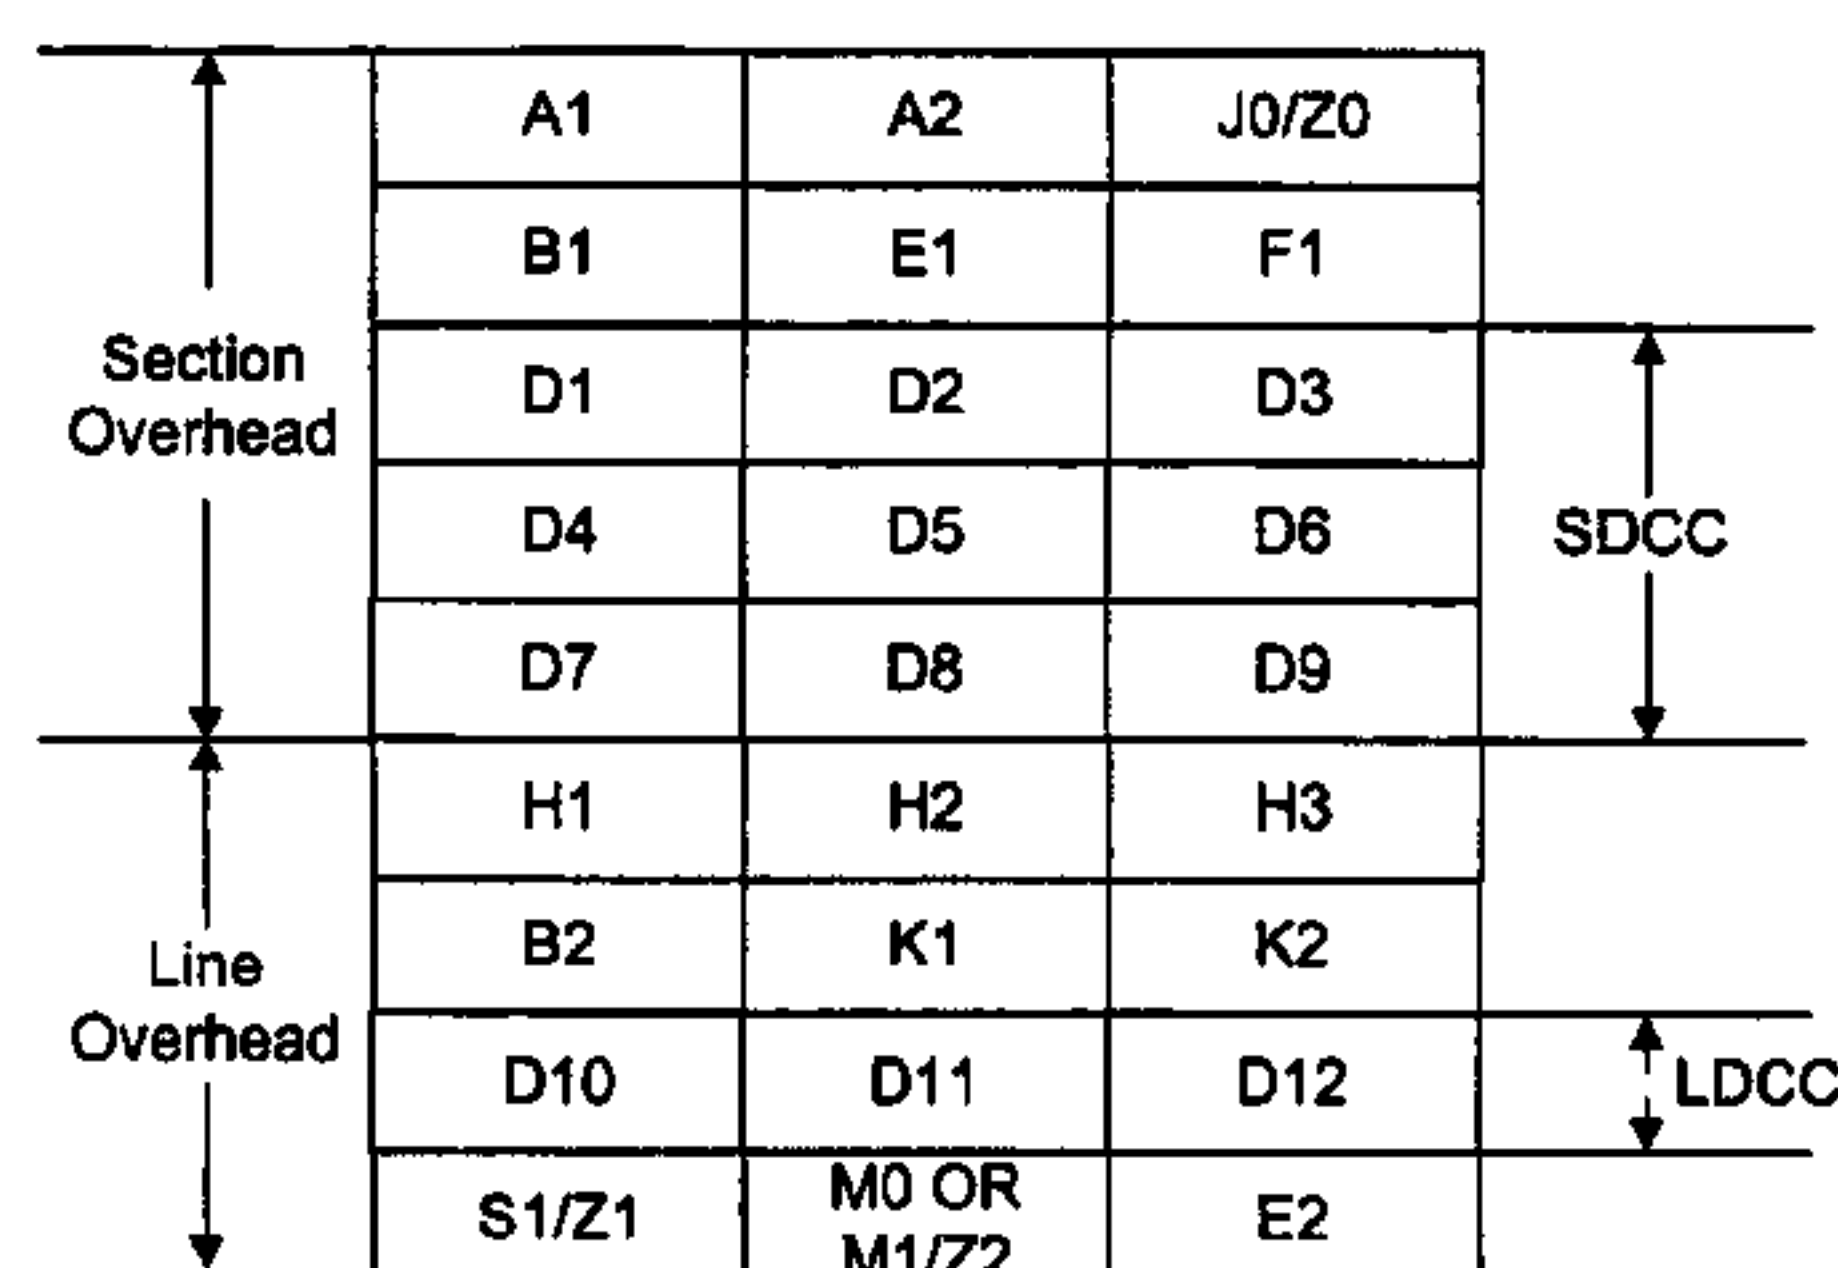 A1 A2 J0/Z0
B1 E1 F1
Section
Overhead
D1 D2 D3
D4 D5 D6
SDCC
D7 D8 D9
H1 H2 H3
B2 K1 K2
Line
Overhead
D10 D11 D12
LDCC
S1/Z1 M0 OR E2
M1/Z2